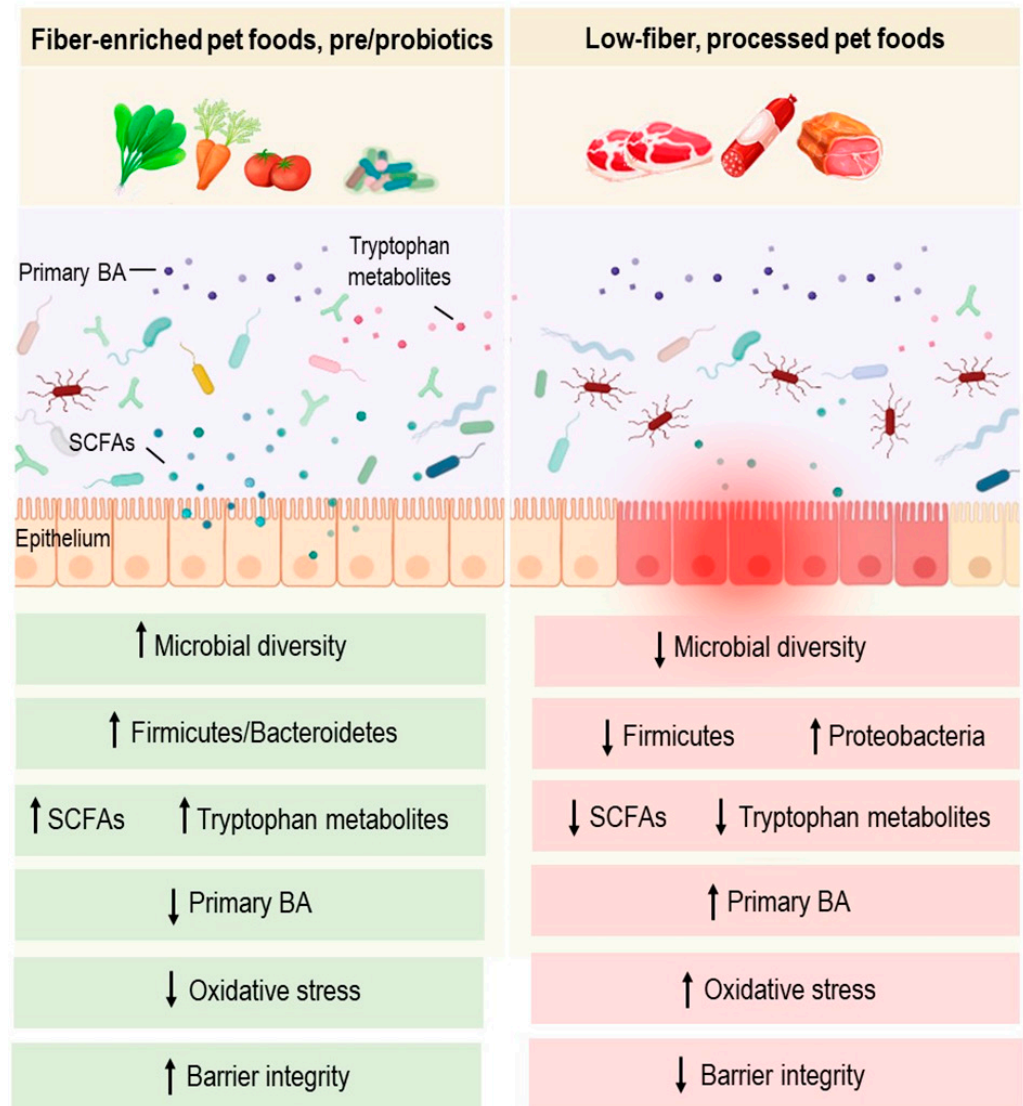 Fiber-enriched pet foods, pre/probiotics
Low-fiber, processed pet foods
Primary BA
Tryptophan
metabolites
SCFAs
Epithelium
↑ Microbial diversity
↑ Firmicutes/Bacteroidetes
↑ SCFAs ↑ Tryptophan metabolites
↓ Primary BA
↓ Oxidative stress
↑ Barrier integrity
↓ Microbial diversity
↓ Firmicutes ↑ Proteobacteria
↓ SCFAs ↓ Tryptophan metabolites
↑ Primary BA
↑ Oxidative stress
↓ Barrier integrity